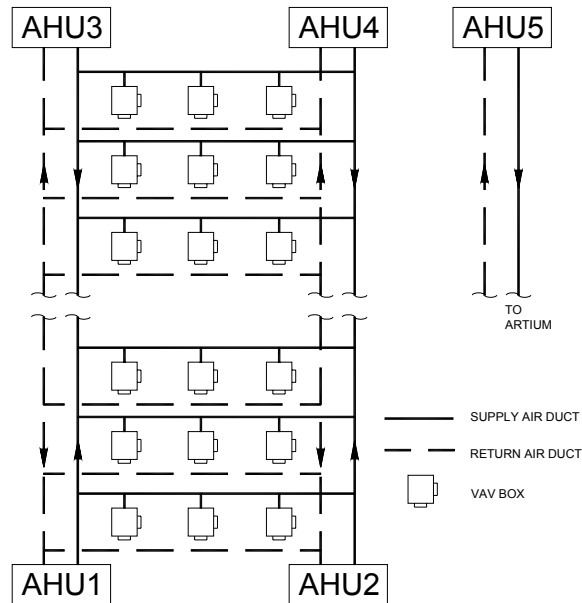 AHU3
AHU4
AHU5
TO
ARTIUM
SUPPLY AIR DUCT
RETURN AIR DUCT
VAV BOX
AHU1
AHU2